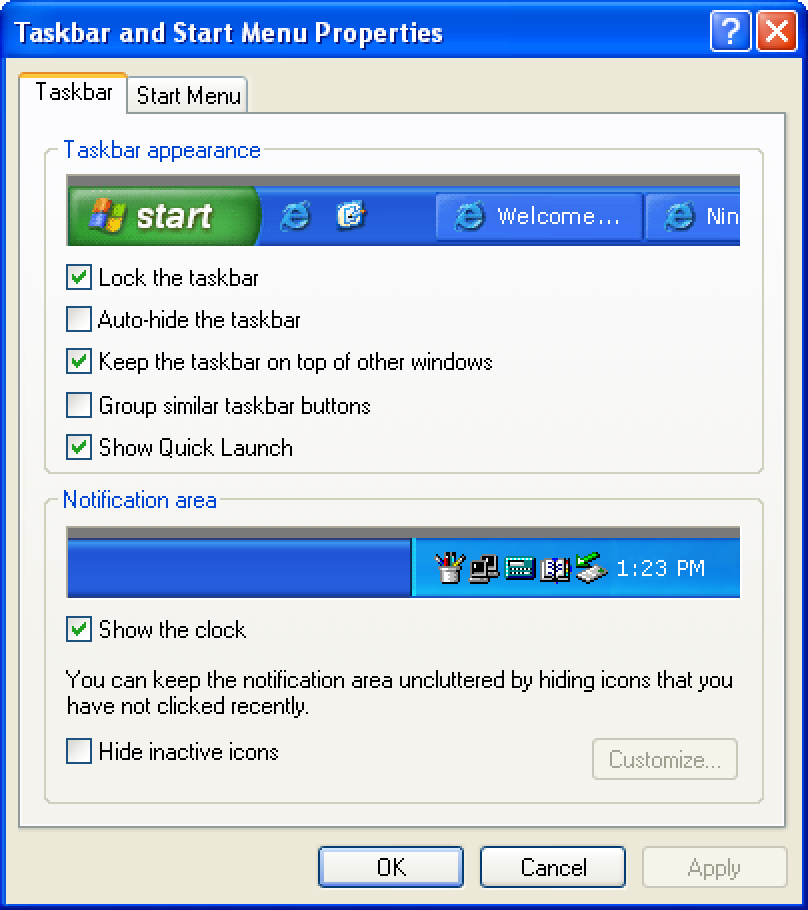 Taskbar and Start Menu Properties
Taskbar
Start Menu
Taskbar appearance
start
Welcome...
Nin
Lock the taskbar
Auto-hide the taskbar
Keep the taskbar on top of other windows
Group similar taskbar buttons
Show Quick Launch
Notification area
1:23 PM
Show the clock
You can keep the notification area uncluttered by hiding icons that you
have not clicked recently.
Hide inactive icons
Customize...
OK
Cancel
Apply